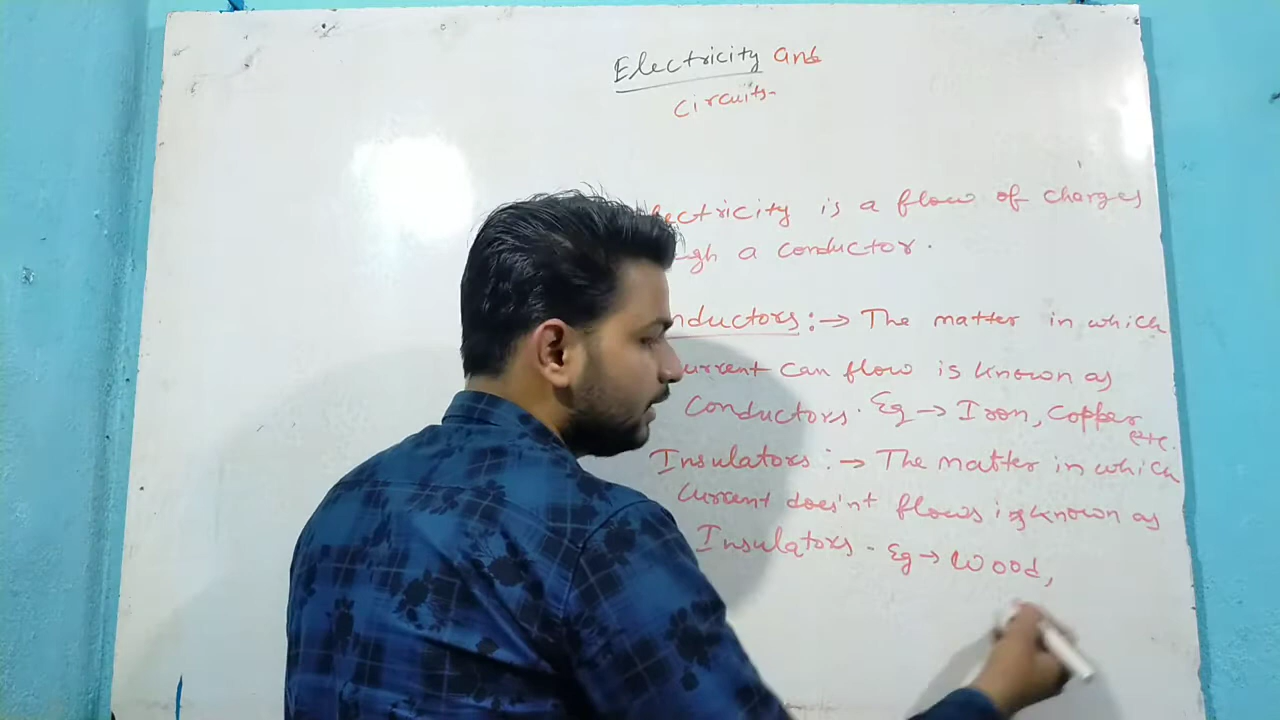 Electricity and
Circuits-
lectricity is a flow of charges
ugh a conductor.
nductors :→ The matter in which
urrent can flow is known as
Conductors. Eg → Iron, Copper
etc.
Insulators :→ The matter in which
Current does'nt flows is known as
Insulators. Eg → Wood,